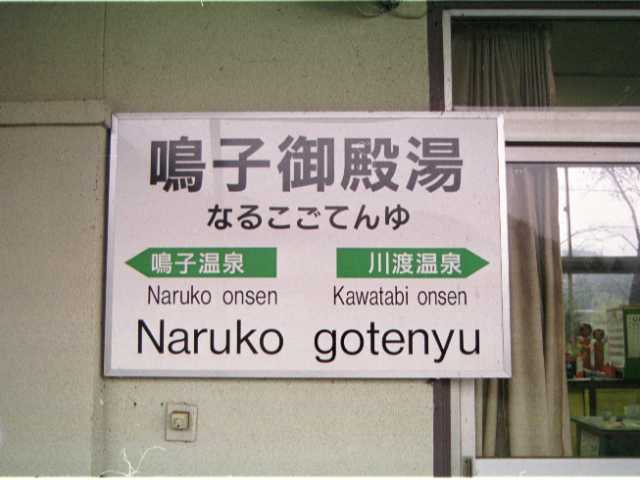 鳴子御殿湯
なるこごてんゆ
鳴子温泉 川渡温泉
Naruko onsen Kawatabi onsen
Naruko gotenyu